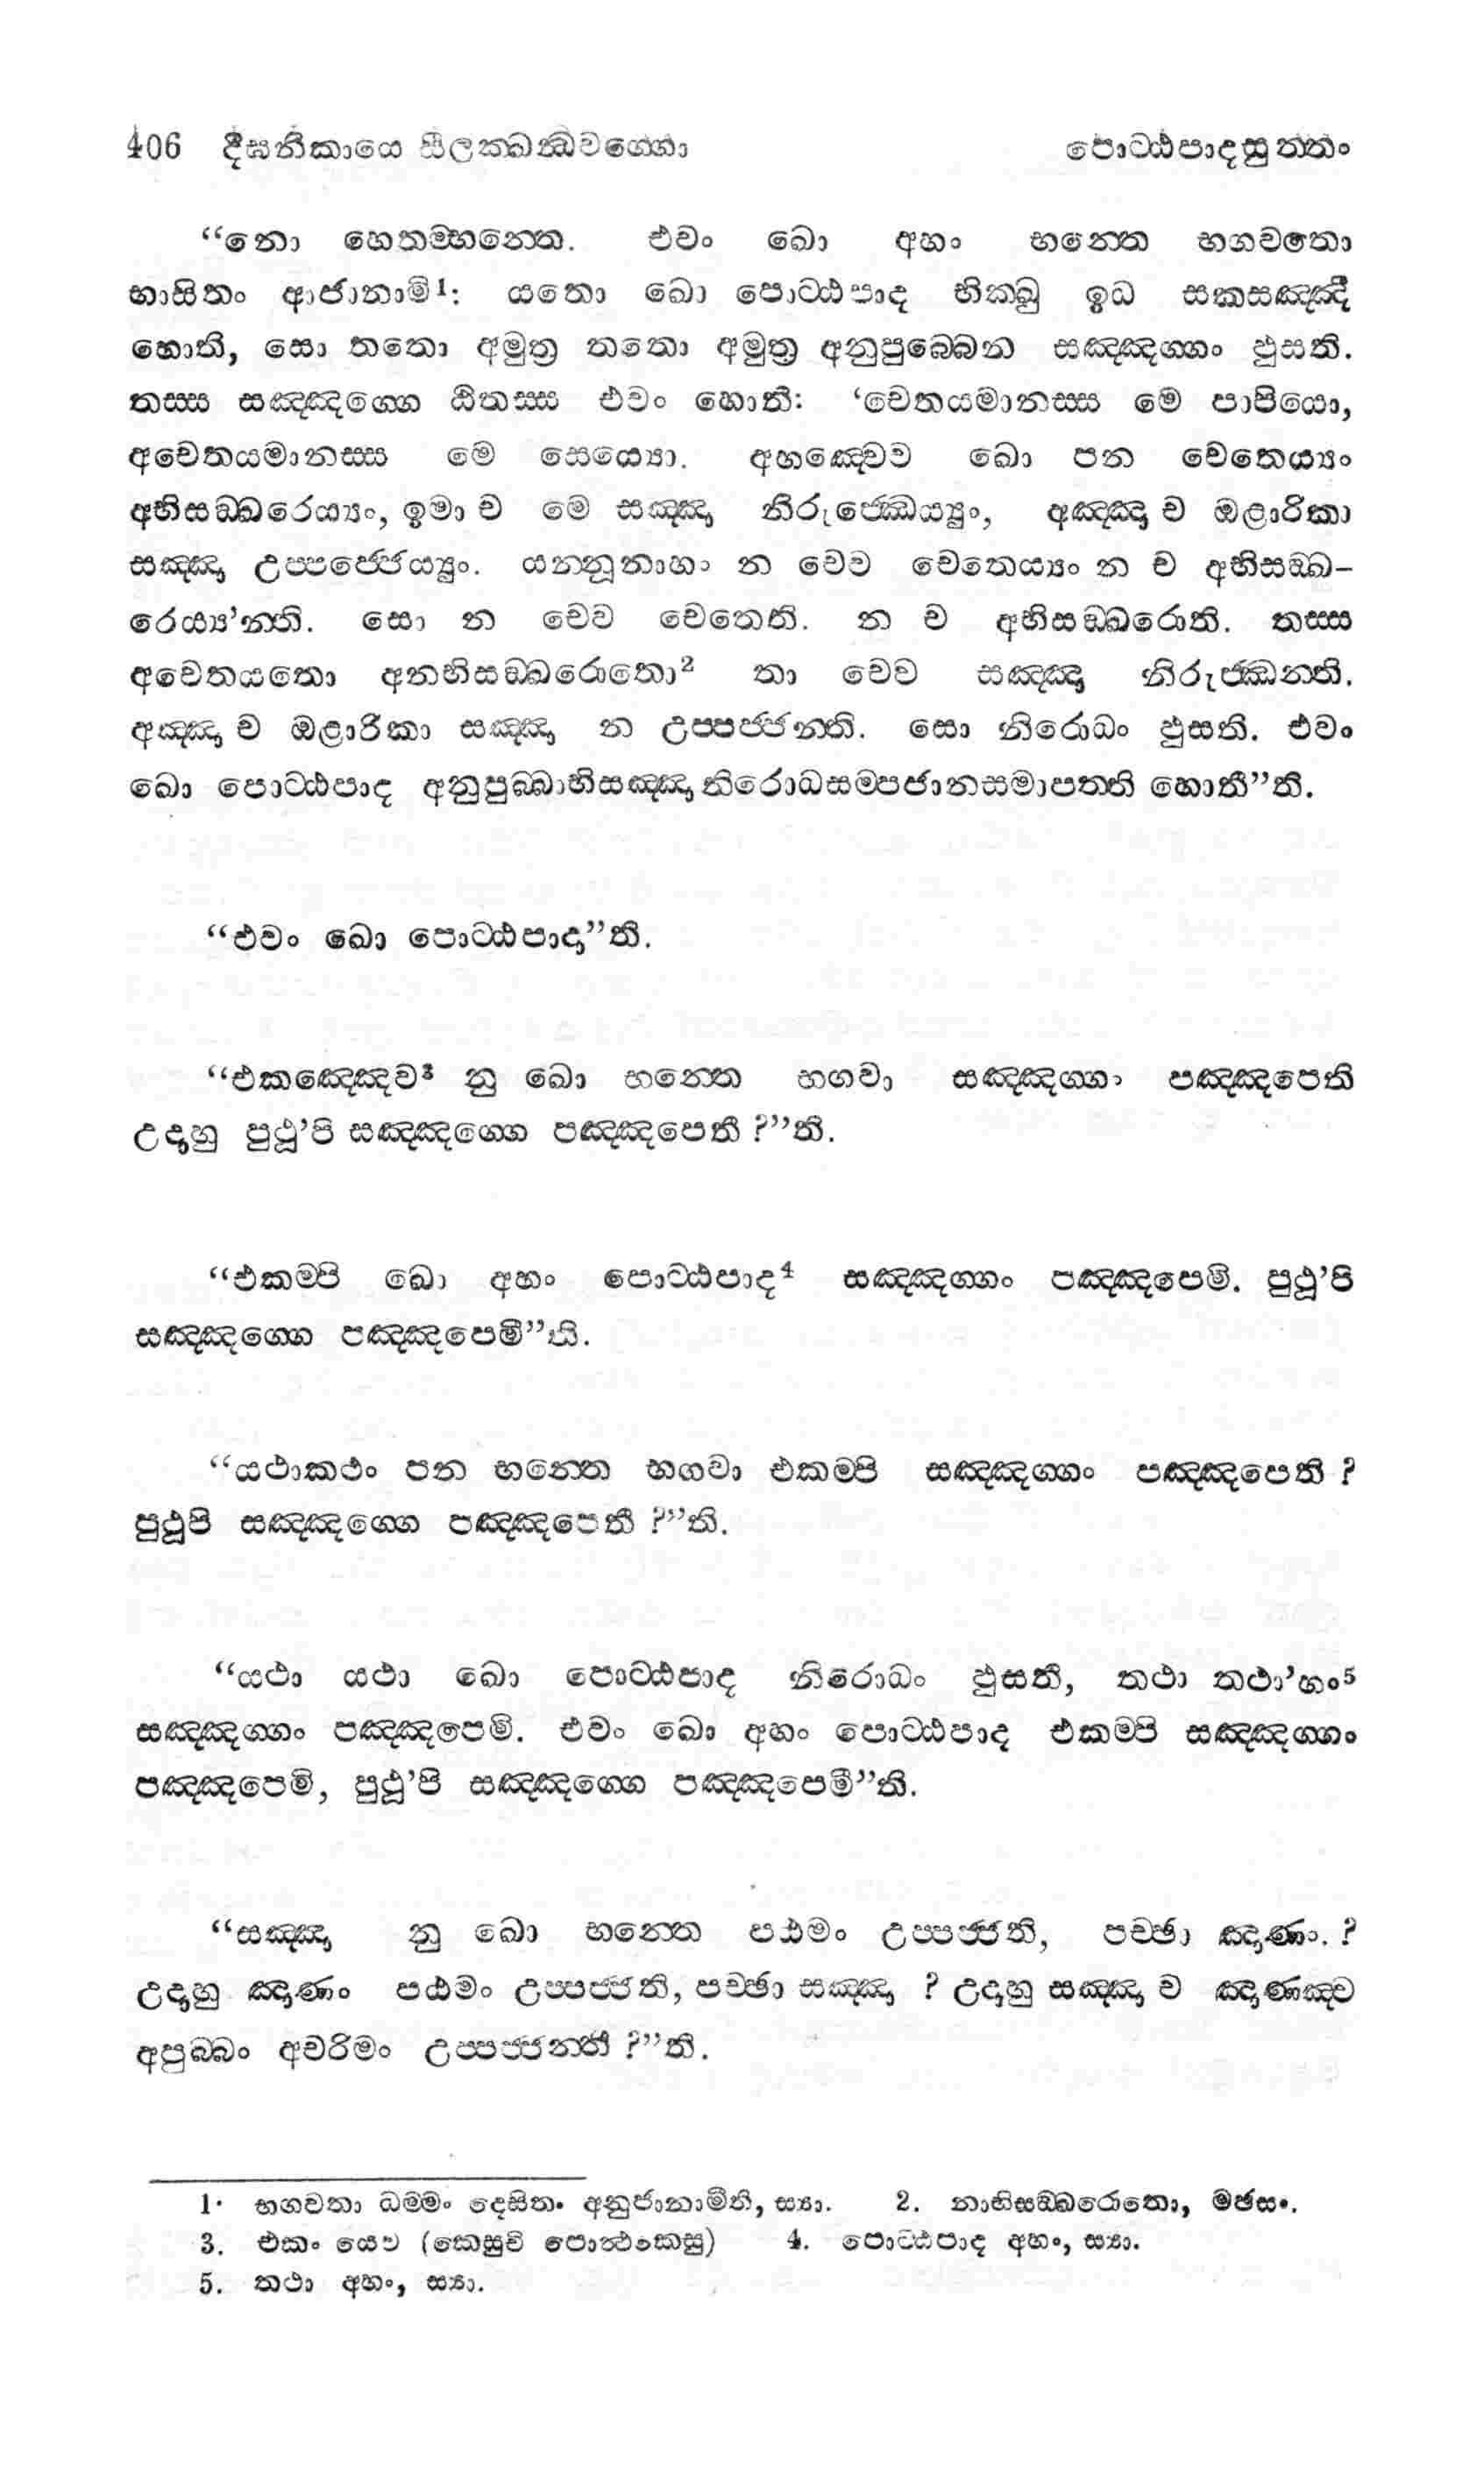 406 දීඝනිකායෙ සීලක්ඛන්ධවග්ගො පොට්ඨපාදසුත්තං
“නො හෙතම්භන්තෙ. එවං ඛො අහං භන්තෙ භගවතො
භාසිතං ආජානාමි¹: යතො ඛො පොට්ඨපාද භික්ඛු ඉධ සකසඤ්ඤී
හොති, සො තතො අමුත්‍ර තතො අමුත්‍ර අනුපුබ්බෙන සඤ්ඤග්ගං ඵුසති.
තස්ස සඤ්ඤග්ගෙ ඨිතස්ස එවං හොති: ‘චෙතයමානස්ස මෙ පාපියො,
අචෙතයමානස්ස මෙ සෙය්‍යො. අහඤ්චෙව ඛො පන චෙතෙය්‍යං
අභිසඞ්ඛරෙය්‍යං, ඉමා ච මෙ සඤ්ඤා නිරුජ්ඣෙය්‍යුං, අඤ්ඤා ච ඔළාරිකා
සඤ්ඤා උප්පජ්ජෙය්‍යුං. යන්නූනාහං න චෙව චෙතෙය්‍යං න ච අභිසඞ්ඛ-
රෙය්‍ය’න්ති. සො න චෙව චෙතෙති. න ච අභිසඞ්ඛරොති. තස්ස
අචෙතයතො අනභිසඞ්ඛරොතො² තා චෙව සඤ්ඤා නිරුජ්ඣන්ති.
අඤ්ඤා ච ඔළාරිකා සඤ්ඤා න උප්පජ්ජන්ති. සො නිරොධං ඵුසති. එවං
ඛො පොට්ඨපාද අනුපුබ්බාභිසඤ්ඤානිරොධසම්පජානසමාපත්ති හොතී”ති.
“එවං ඛො පොට්ඨපාදා”ති.
“එකඤ්ඤෙව³ නු ඛො භන්තෙ භගවා සඤ්ඤග්ගං පඤ්ඤපෙති
උදාහු පුථූ’පි සඤ්ඤග්ගෙ පඤ්ඤපෙතී ?”ති.
“එකම්පි ඛො අහං පොට්ඨපාද⁴ සඤ්ඤග්ගං පඤ්ඤපෙමි. පුථූ’පි
සඤ්ඤග්ගෙ පඤ්ඤපෙමී”ති.
“යථාකථං පන භන්තෙ භගවා එකම්පි සඤ්ඤග්ගං පඤ්ඤපෙති ?
පුථූපි සඤ්ඤග්ගෙ පඤ්ඤපෙතී ?”ති.
“යථා යථා ඛො පොට්ඨපාද නිරොධං ඵුසති, තථා තථා’හං⁵
සඤ්ඤග්ගං පඤ්ඤපෙමි. එවං ඛො අහං පොට්ඨපාද එකම්පි සඤ්ඤග්ගං
පඤ්ඤපෙමි, පුථූ’පි සඤ්ඤග්ගෙ පඤ්ඤපෙමී”ති.
“සඤ්ඤා නු ඛො භන්තෙ පඨමං උප්පජ්ජති, පච්ඡා ඤාණං. ?
උදාහු ඤාණං පඨමං උප්පජ්ජති, පච්ඡා සඤ්ඤා ? උදාහු සඤ්ඤා ච ඤාණඤ්ච
අපුබ්බං අචරිමං උප්පජ්ජන්තී ?”ති.
1. භගවතා ධම්මං දෙසිතං අනුජානාමීති, ස්‍යා. 2. නාභිසඞ්ඛරොතො, මඡසං.
3. එකං යෙව (කෙසුචි පොත්‍ථකෙසු) 4. පොට්ඨපාද අහං, ස්‍යා.
5. තථා අහං, ස්‍යා.